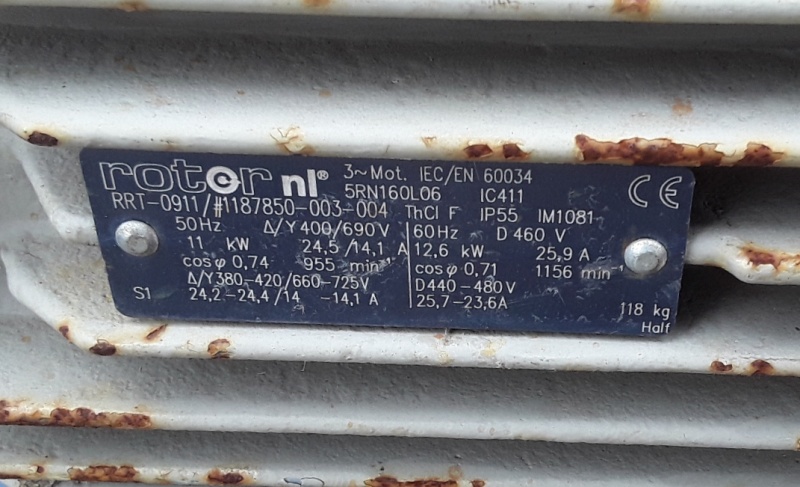 rotor nl® 3~Mot. IEC/EN 60034 CE
5RN160L06 IC411
RRT-0911/#1187850-003-004 ThCl F IP55 IM1081
50Hz Δ/Y 400/690V 60Hz D 460 V
11 kW 24,5/14,1 A 12,6 kW 25,9 A
cosφ 0,74 955 min⁻¹ cosφ 0,71 1156 min⁻¹
Δ/Y380-420/660-725V D440-480V
S1 24,2-24,4/14 -14,1 A 25,7-23,6A 118 kg
Half